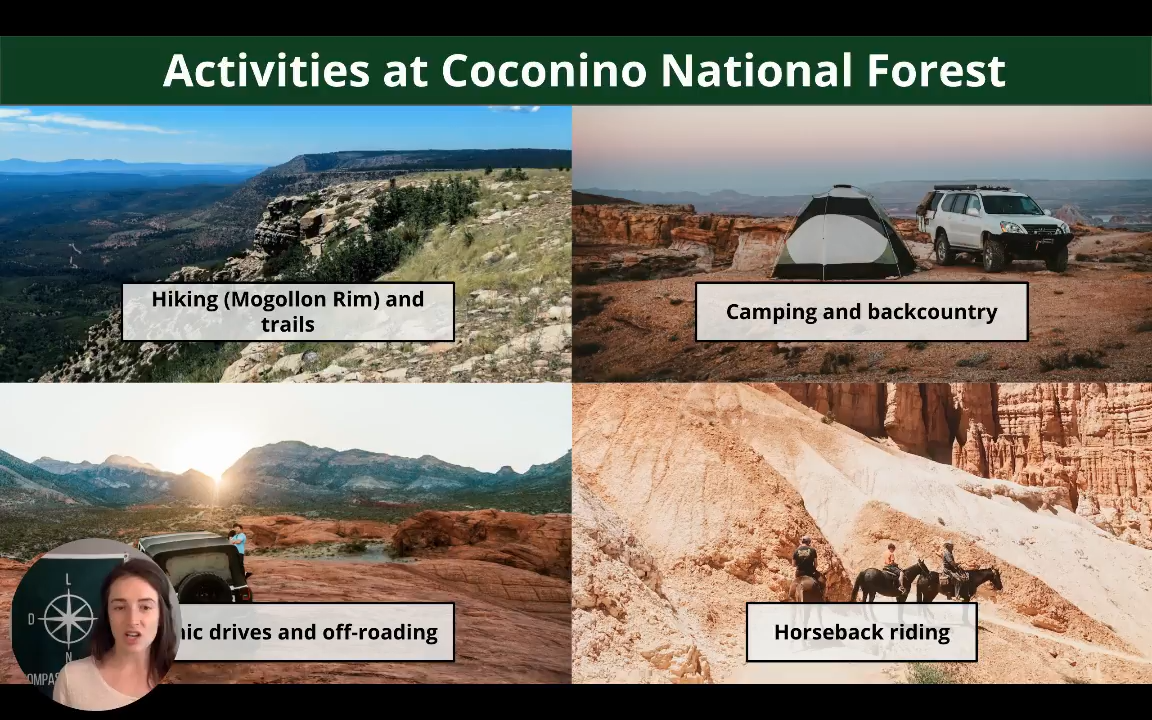 Activities at Coconino National Forest
Hiking (Mogollon Rim) and
trails
Camping and backcountry
drives and off-roading
Horseback riding
L
D
N